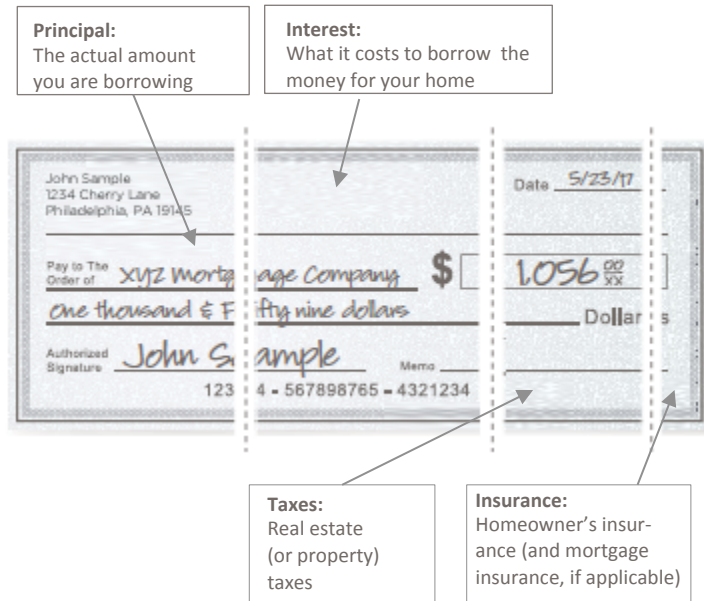 Principal:
The actual amount
you are borrowing
Interest:
What it costs to borrow the
money for your home
John Sample
1234 Cherry Lane
Philadelphia, PA 19145
Date 5/23/17
Pay to The
Order of xyz mortgage Company $ 1,056 00/xx
One thousand & Fifty nine dollars Dollars
Authorized
Signature John Sample Memo
1234 - 567898765 - 4321234
Taxes:
Real estate
(or property)
taxes
Insurance:
Homeowner's insur-
ance (and mortgage
insurance, if applicable)